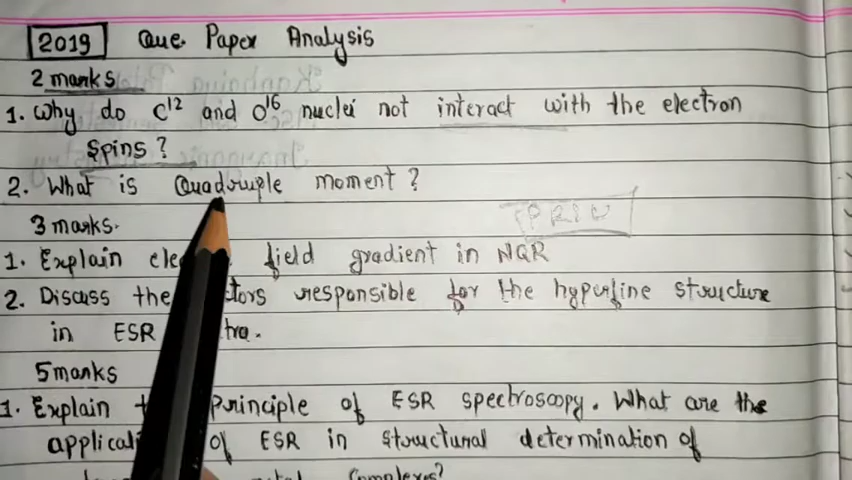 2019 Que. Paper Analysis
2 marks
1. Why do C¹² and O¹⁶ nuclei not interact with the electron
spins?
2. What is Quadruple moment?
3 marks.
1. Explain field gradient in NQR
2. Discuss the responsible for the hyperfine structure
in ESR
5 marks
1. Explain principle of ESR spectroscopy. What are the
of ESR in structural determination of
complexes?